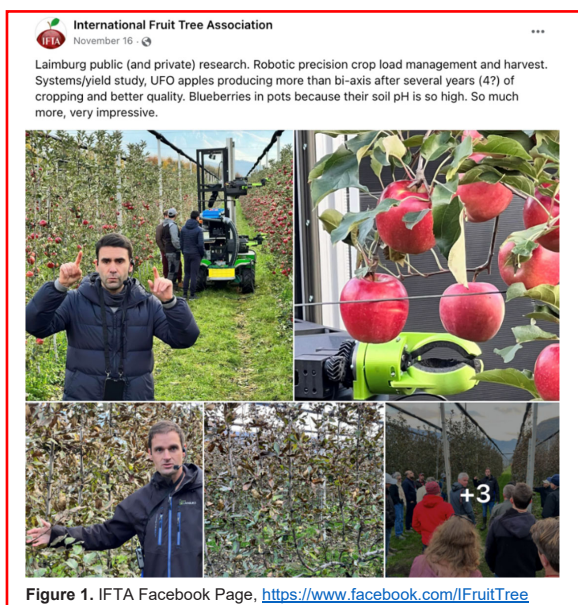 International Fruit Tree Association
November 16 ·
Laimburg public (and private) research. Robotic precision crop load management and harvest.
Systems/yield study, UFO apples producing more than bi-axis after several years (4?) of
cropping and better quality. Blueberries in pots because their soil pH is so high. So much
more, very impressive.
IFTA
+3
Figure 1. IFTA Facebook Page, https://www.facebook.com/IFruitTree